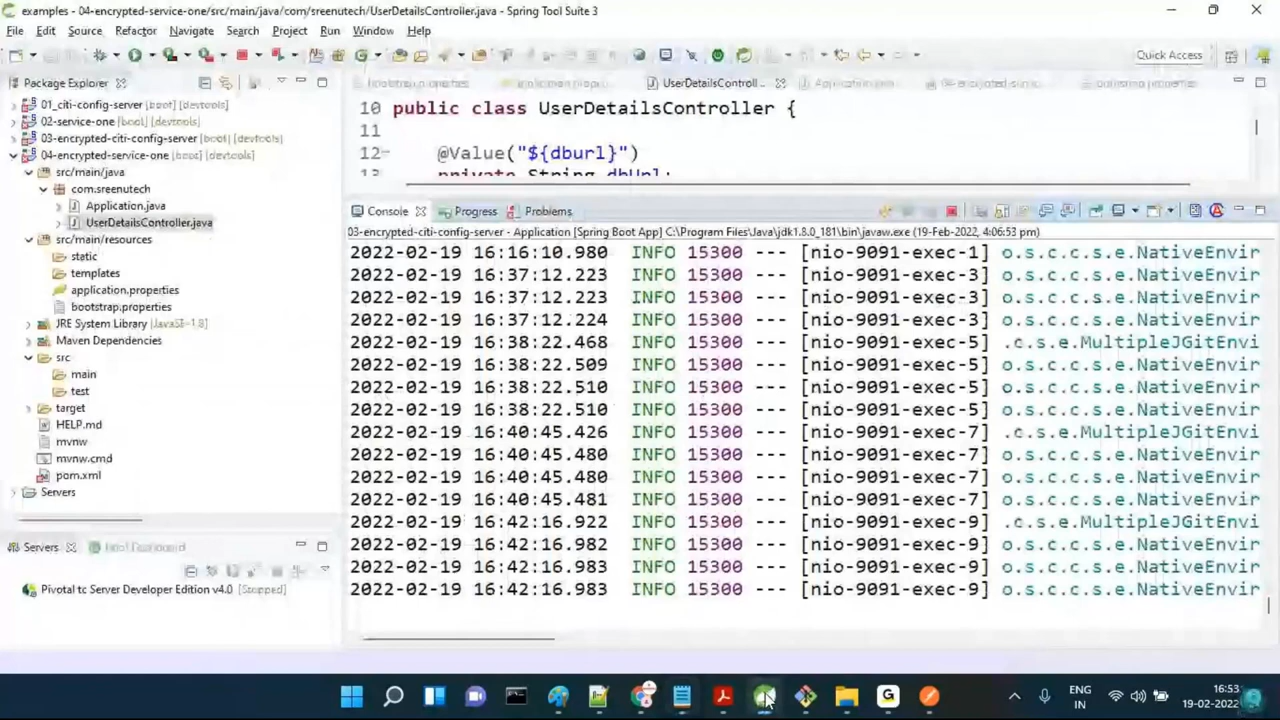 examples - 04-encrypted-service-one/src/main/java/com/sreenutech/UserDetailsController.java - Spring Tool Suite 3
File Edit Source Refactor Navigate Search Project Run Window Help
Quick Access
Package Explorer
01_citi-config-server [boot] [devtools]
02-service-one [boot] [devtools]
03-encrypted-citi-config-server [boot] [devtools]
04-encrypted-service-one [boot] [devtools]
src/main/java
com.sreenutech
Application.java
UserDetailsController.java
src/main/resources
static
templates
application.properties
bootstrap.properties
JRE System Library [JavaSE-1.8]
Maven Dependencies
src
main
test
target
HELP.md
mvnw
mvnw.cmd
pom.xml
Servers
Servers Boot Dashboard
Pivotal tc Server Developer Edition v4.0 [Stopped]
bootstrap.properties UserDetailsControll...
10 public class UserDetailsController {
11
12 @Value("${dburl}")
13 private String dbUrl;
Console Progress Problems
03-encrypted-citi-config-server - Application [Spring Boot App] C:\Program Files\Java\jdk1.8.0_181\bin\javaw.exe (19-Feb-2022, 4:06:53 pm)
2022-02-19 16:16:10.980 INFO 15300 --- [nio-9091-exec-1] o.s.c.c.s.e.NativeEnvir
2022-02-19 16:37:12.223 INFO 15300 --- [nio-9091-exec-3] o.s.c.c.s.e.NativeEnvir
2022-02-19 16:37:12.223 INFO 15300 --- [nio-9091-exec-3] o.s.c.c.s.e.NativeEnvir
2022-02-19 16:37:12.224 INFO 15300 --- [nio-9091-exec-3] o.s.c.c.s.e.NativeEnvir
2022-02-19 16:38:22.468 INFO 15300 --- [nio-9091-exec-5] .c.s.e.MultipleJGitEnvi
2022-02-19 16:38:22.509 INFO 15300 --- [nio-9091-exec-5] o.s.c.c.s.e.NativeEnvir
2022-02-19 16:38:22.510 INFO 15300 --- [nio-9091-exec-5] o.s.c.c.s.e.NativeEnvir
2022-02-19 16:38:22.510 INFO 15300 --- [nio-9091-exec-5] o.s.c.c.s.e.NativeEnvir
2022-02-19 16:40:45.426 INFO 15300 --- [nio-9091-exec-7] .c.s.e.MultipleJGitEnvi
2022-02-19 16:40:45.480 INFO 15300 --- [nio-9091-exec-7] o.s.c.c.s.e.NativeEnvir
2022-02-19 16:40:45.480 INFO 15300 --- [nio-9091-exec-7] o.s.c.c.s.e.NativeEnvir
2022-02-19 16:40:45.481 INFO 15300 --- [nio-9091-exec-7] o.s.c.c.s.e.NativeEnvir
2022-02-19 16:42:16.922 INFO 15300 --- [nio-9091-exec-9] .c.s.e.MultipleJGitEnvi
2022-02-19 16:42:16.982 INFO 15300 --- [nio-9091-exec-9] o.s.c.c.s.e.NativeEnvir
2022-02-19 16:42:16.983 INFO 15300 --- [nio-9091-exec-9] o.s.c.c.s.e.NativeEnvir
2022-02-19 16:42:16.983 INFO 15300 --- [nio-9091-exec-9] o.s.c.c.s.e.NativeEnvir
ENG
IN
16:53
19-02-2022